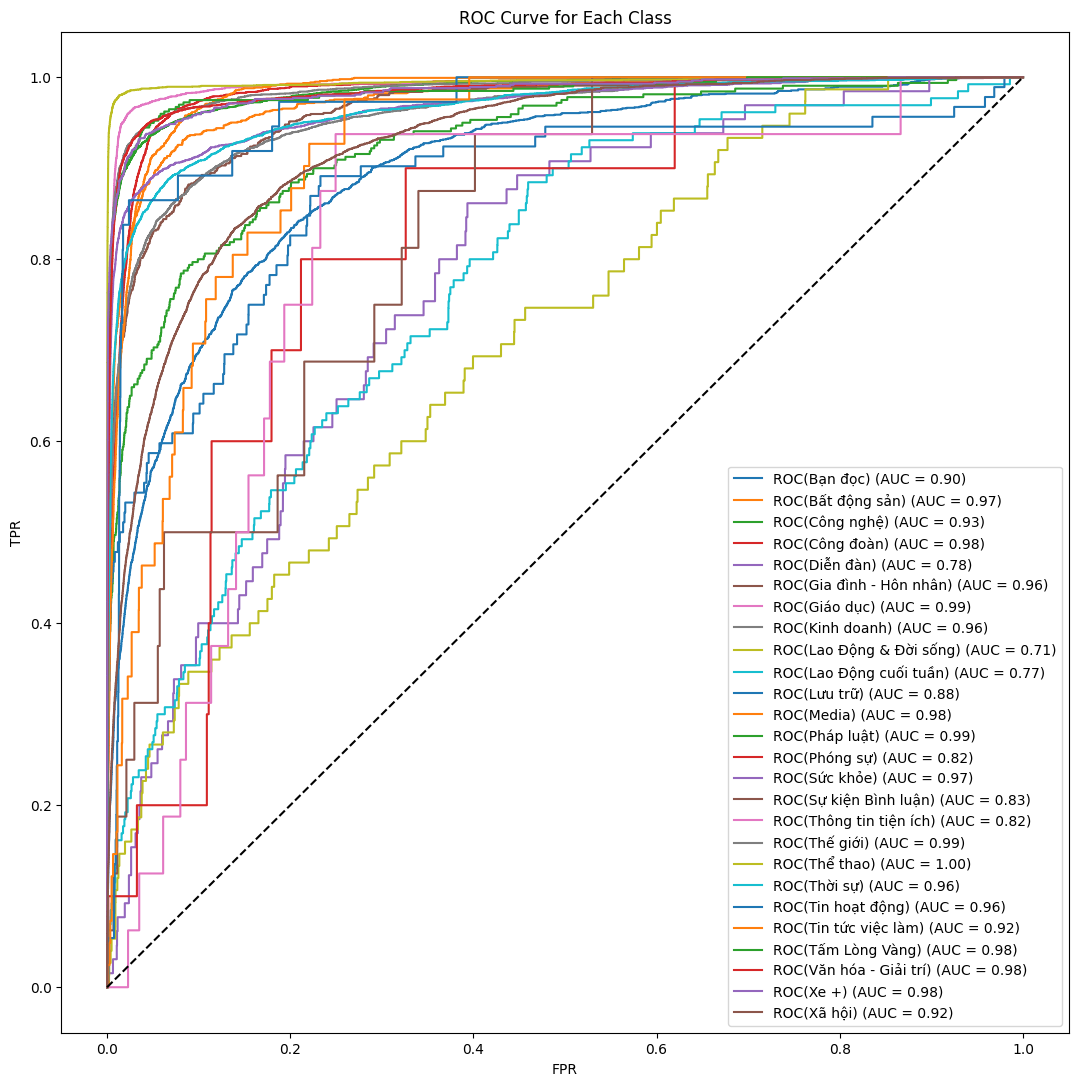 ROC Curve for Each Class
1.0
0.8
0.6
0.4
0.2
0.0
TPR
ROC(Bạn đọc) (AUC = 0.90)
ROC(Bất động sản) (AUC = 0.97)
ROC(Công nghệ) (AUC = 0.93)
ROC(Công đoàn) (AUC = 0.98)
ROC(Diễn đàn) (AUC = 0.78)
ROC(Gia đình - Hôn nhân) (AUC = 0.96)
ROC(Giáo dục) (AUC = 0.99)
ROC(Kinh doanh) (AUC = 0.96)
ROC(Lao Động & Đời sống) (AUC = 0.71)
ROC(Lao Động cuối tuần) (AUC = 0.77)
ROC(Lưu trữ) (AUC = 0.88)
ROC(Media) (AUC = 0.98)
ROC(Pháp luật) (AUC = 0.99)
ROC(Phóng sự) (AUC = 0.82)
ROC(Sức khỏe) (AUC = 0.97)
ROC(Sự kiện Bình luận) (AUC = 0.83)
ROC(Thông tin tiện ích) (AUC = 0.82)
ROC(Thế giới) (AUC = 0.99)
ROC(Thể thao) (AUC = 1.00)
ROC(Thời sự) (AUC = 0.96)
ROC(Tin hoạt động) (AUC = 0.96)
ROC(Tin tức việc làm) (AUC = 0.92)
ROC(Tấm Lòng Vàng) (AUC = 0.98)
ROC(Văn hóa - Giải trí) (AUC = 0.98)
ROC(Xe +) (AUC = 0.98)
ROC(Xã hội) (AUC = 0.92)
0.0 0.2 0.4 0.6 0.8 1.0
FPR